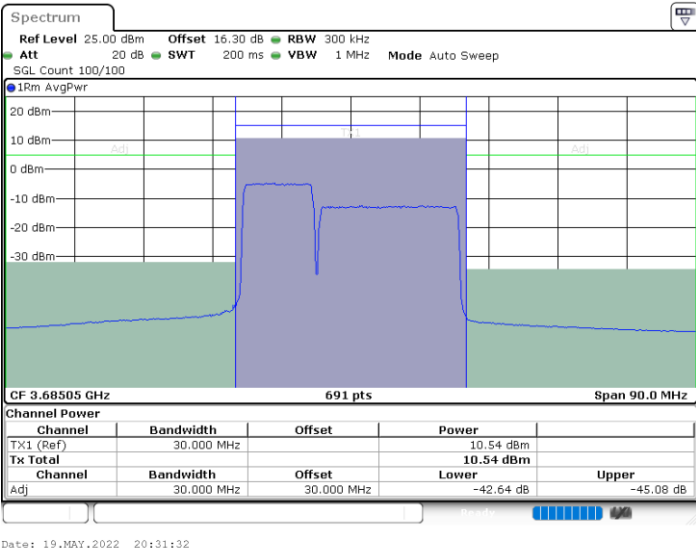 Spectrum
Ref Level 25.00 dBm Offset 16.30 dB RBW 300 kHz
Att 20 dB SWT 200 ms VBW 1 MHz Mode Auto Sweep
SGL Count 100/100
1Rm AvgPwr
20 dBm
TX1
10 dBm
Adj Adj
0 dBm
-10 dBm
-20 dBm
-30 dBm
CF 3.68505 GHz 691 pts Span 90.0 MHz
Channel Power
Channel Bandwidth Offset Power
TX1 (Ref) 30.000 MHz 10.54 dBm
Tx Total 10.54 dBm
Channel Bandwidth Offset Lower Upper
Adj 30.000 MHz 30.000 MHz -42.64 dB -45.08 dB
Ready
Date: 19.MAY.2022 20:31:32